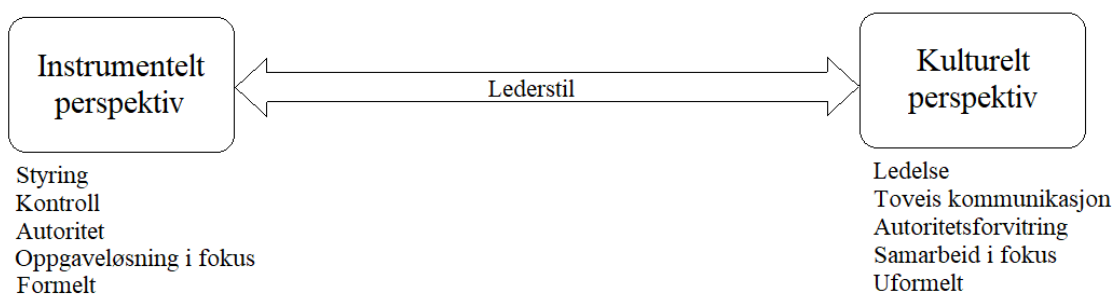 Instrumentelt
perspektiv
Lederstil
Kulturelt
perspektiv
Styring
Kontroll
Autoritet
Oppgaveløsning i fokus
Formelt
Ledelse
Toveis kommunikasjon
Autoritetsforvitring
Samarbeid i fokus
Uformelt